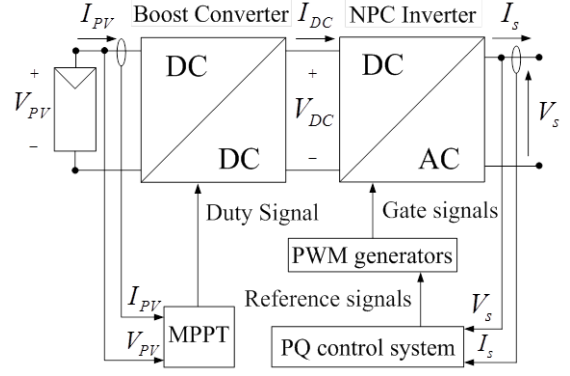 Boost Converter
NPC Inverter
I_PV
I_DC
I_s
DC
DC
DC
AC
+
V_PV
−
+
V_DC
−
V_s
Duty Signal
Gate signals
PWM generators
Reference signals
I_PV
V_PV
MPPT
V_s
I_s
PQ control system